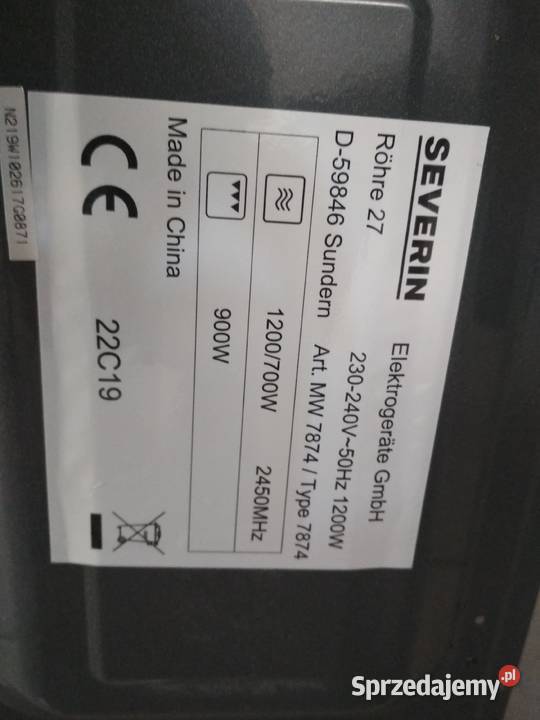 SEVERIN Elektrogeräte GmbH
Röhre 27 230-240V~50Hz 1200W
D-59846 Sundern Art. MW 7874 / Type 7874
1200/700W 2450MHz
900W
Made in China
CE 22C19
N219W102617G0871
Sprzedajemy.pl